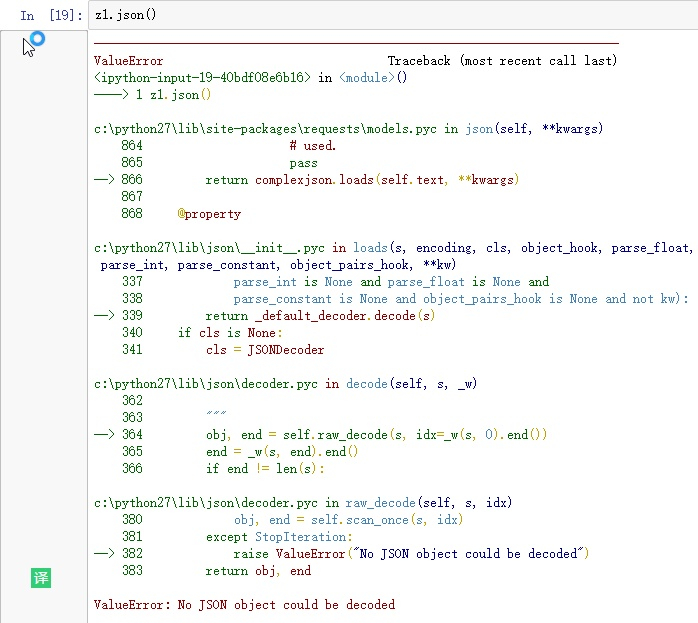 In [19]: z1.json()
ValueError Traceback (most recent call last)
<ipython-input-19-40bdf08e6b16> in <module>()
----> 1 z1.json()
c:\python27\lib\site-packages\requests\models.pyc in json(self, **kwargs)
864 # used.
865 pass
--> 866 return complexjson.loads(self.text, **kwargs)
867
868 @property
c:\python27\lib\json\__init__.pyc in loads(s, encoding, cls, object_hook, parse_float,
parse_int, parse_constant, object_pairs_hook, **kw)
337 parse_int is None and parse_float is None and
338 parse_constant is None and object_pairs_hook is None and not kw):
--> 339 return _default_decoder.decode(s)
340 if cls is None:
341 cls = JSONDecoder
c:\python27\lib\json\decoder.pyc in decode(self, s, _w)
362
363 """
--> 364 obj, end = self.raw_decode(s, idx=_w(s, 0).end())
365 end = _w(s, end).end()
366 if end != len(s):
c:\python27\lib\json\decoder.pyc in raw_decode(self, s, idx)
380 obj, end = self.scan_once(s, idx)
381 except StopIteration:
--> 382 raise ValueError("No JSON object could be decoded")
383 return obj, end
译
ValueError: No JSON object could be decoded